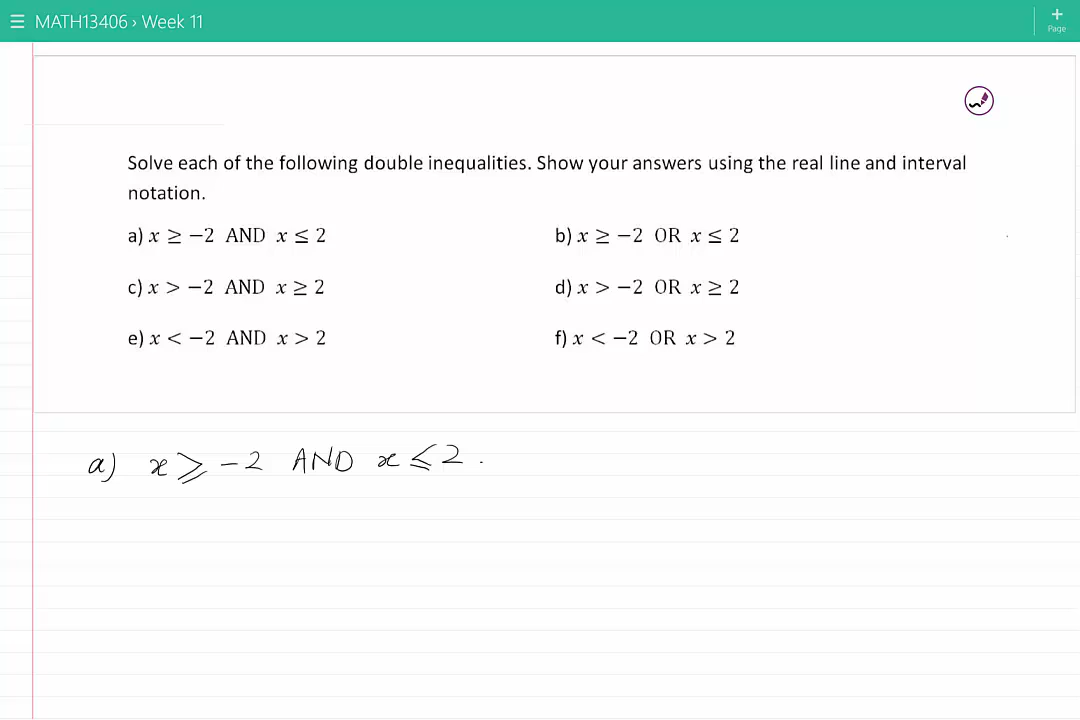 ☰ MATH13406 › Week 11
+
Page
Solve each of the following double inequalities. Show your answers using the real line and interval
notation.
a) x ≥ −2 AND x ≤ 2
b) x ≥ −2 OR x ≤ 2
c) x > −2 AND x ≥ 2
d) x > −2 OR x ≥ 2
e) x < −2 AND x > 2
f) x < −2 OR x > 2
a) x ⩾ −2 AND x ⩽ 2.